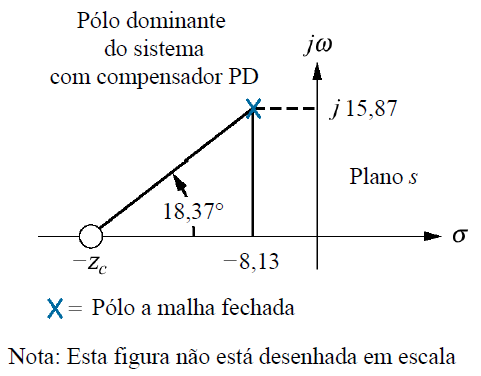 Pólo dominante
do sistema
com compensador PD
jω
j 15,87
Plano s
18,37°
σ
−zc
−8,13
X = Pólo a malha fechada
Nota: Esta figura não está desenhada em escala